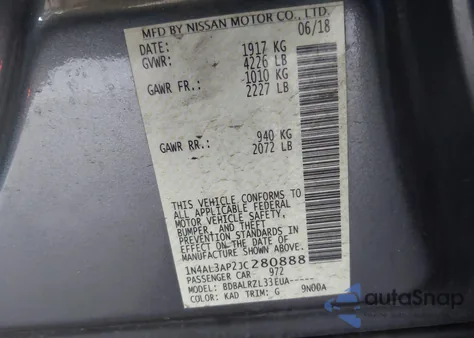 MFD BY NISSAN MOTOR CO., LTD.
DATE: 06/18
GVWR: 1917 KG
4226 LB
GAWR FR.: 1010 KG
2227 LB
GAWR RR.: 940 KG
2072 LB
THIS VEHICLE CONFORMS TO
ALL APPLICABLE FEDERAL
MOTOR VEHICLE SAFETY,
BUMPER, AND THEFT
PREVENTION STANDARDS IN
EFFECT ON THE DATE OF
MANUFACTURE SHOWN ABOVE.
1N4AL3AP2JC280888
PASSENGER CAR 972
MODEL: BDBALRZL33EUA-----
COLOR: KAD TRIM: G 9N00A
autoSnap